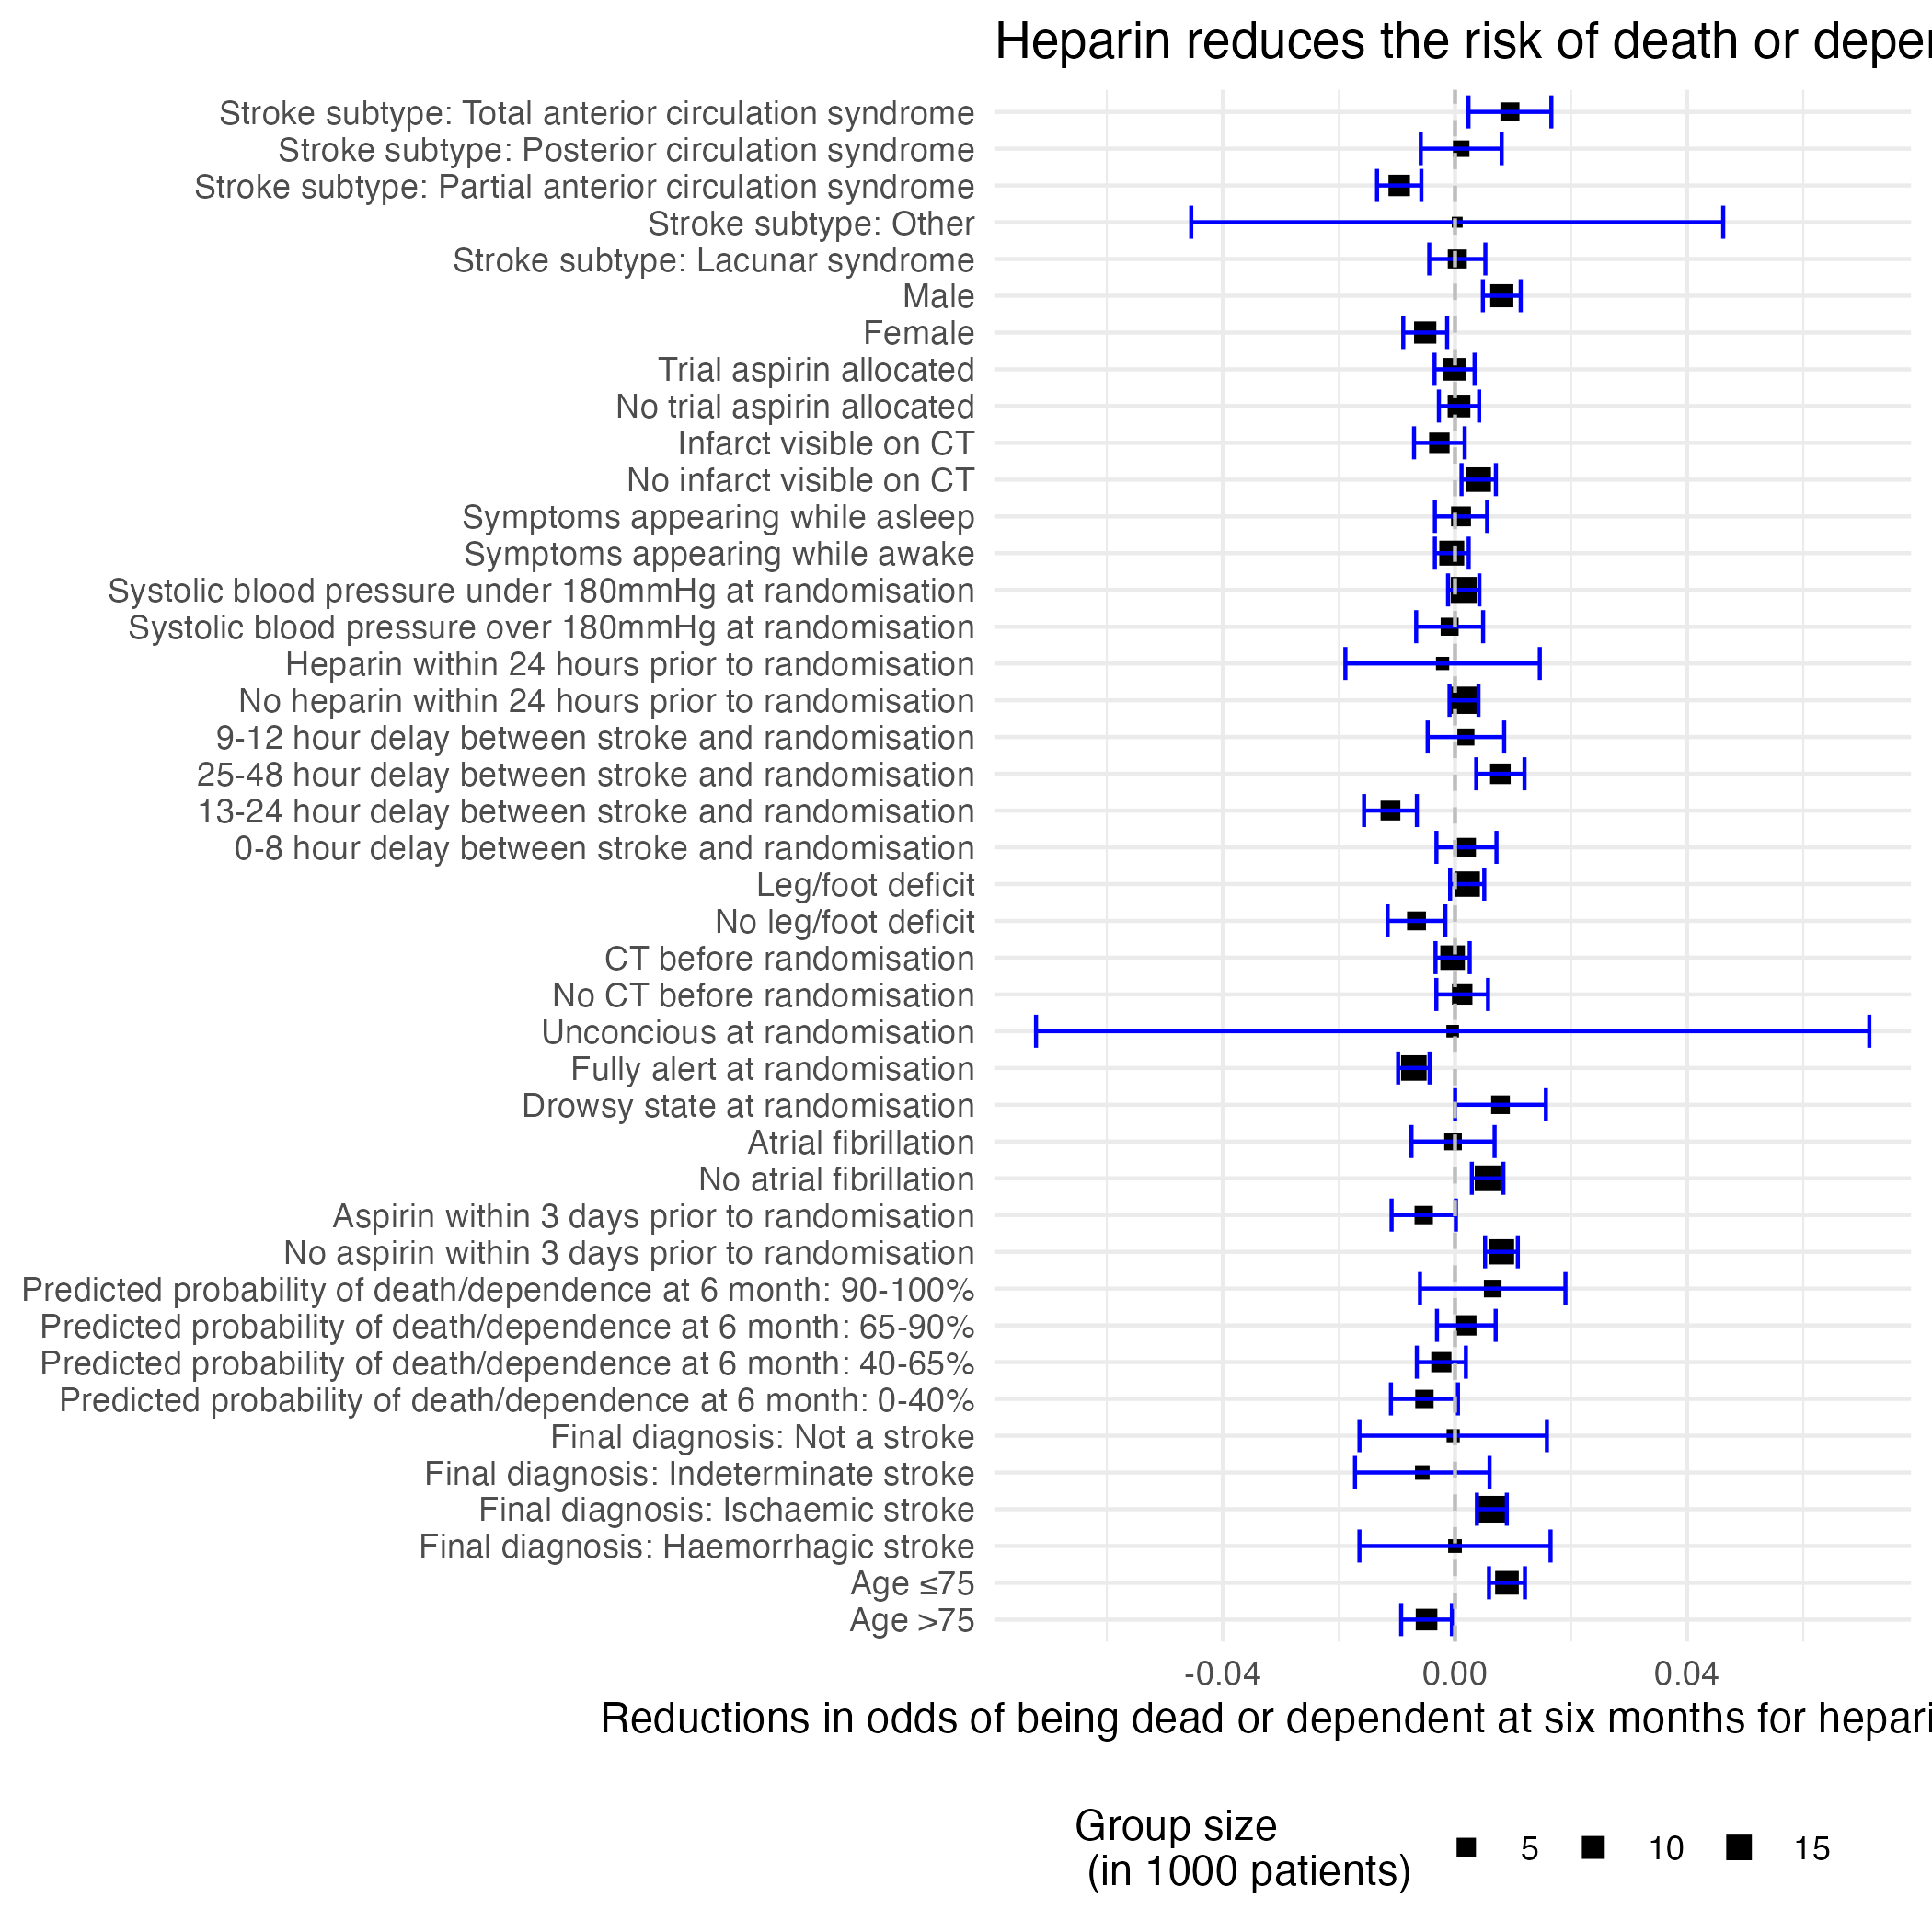 Heparin reduces the risk of death or
Stroke subtype: Total anterior circulation syndrome
Stroke subtype: Posterior circulation syndrome
Stroke subtype: Partial anterior circulation syndrome
Stroke subtype: Other
Stroke subtype: Lacunar syndrome
Male
Female
Trial aspirin allocated
No trial aspirin allocated
Infarct visible on CT
No infarct visible on CT
Symptoms appearing while asleep
Symptoms appearing while awake
Systolic blood pressure under 180mmHg at randomisation
Systolic blood pressure over 180mmHg at randomisation
Heparin within 24 hours prior to randomisation
No heparin within 24 hours prior to randomisation
9-12 hour delay between stroke and randomisation
25-48 hour delay between stroke and randomisation
13-24 hour delay between stroke and randomisation
0-8 hour delay between stroke and randomisation
Leg/foot deficit
No leg/foot deficit
CT before randomisation
No CT before randomisation
Unconcious at randomisation
Fully alert at randomisation
Drowsy state at randomisation
Atrial fibrillation
No atrial fibrillation
Aspirin within 3 days prior to randomisation
No aspirin within 3 days prior to randomisation
Predicted probability of death/dependence at 6 month: 90-100%
Predicted probability of death/dependence at 6 month: 65-90%
Predicted probability of death/dependence at 6 month: 40-65%
Predicted probability of death/dependence at 6 month: 0-40%
Final diagnosis: Not a stroke
Final diagnosis: Indeterminate stroke
Final diagnosis: Ischaemic stroke
Final diagnosis: Haemorrhagic stroke
Age ≤75
Age >75
-0.04 0.00 0.04
Reductions in odds of being dead or dependent at six months for
Group size
(in 1000 patients)
5 10 15